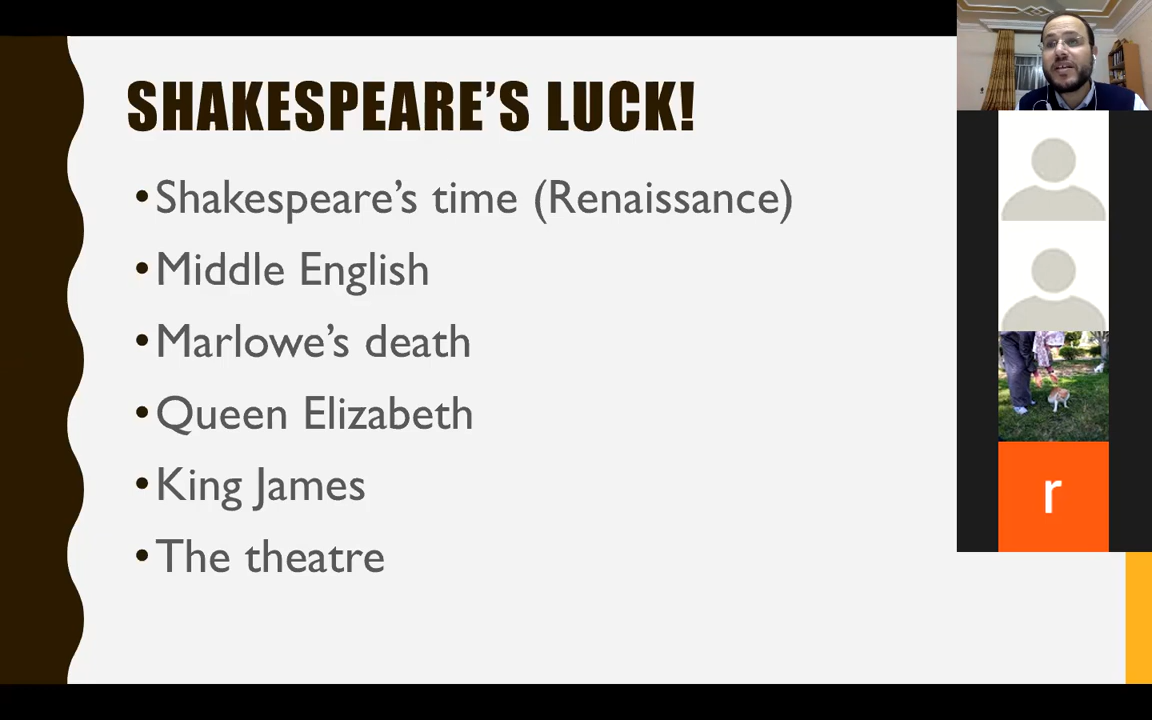 SHAKESPEARE’S LUCK!
•Shakespeare’s time (Renaissance)
•Middle English
•Marlowe’s death
•Queen Elizabeth
•King James
•The theatre
r